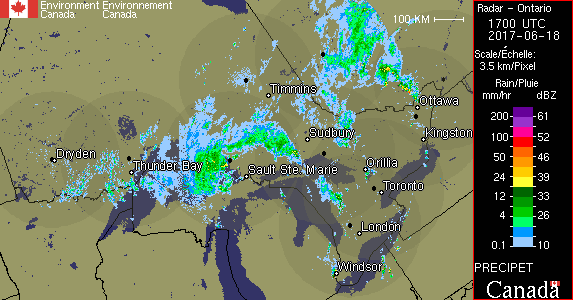 Environment Environnement
Canada Canada
100 KM
Timmins
Ottawa
Sudbury
Kingston
Dryden
Thunder Bay
Sault Ste. Marie
Orillia
Toronto
London
Windsor
Radar - Ontario
1700 UTC
2017-06-18
Scale/Échelle:
3.5 km/Pixel
Rain/Pluie
mm/hr dBZ
200 61
100 52
50 46
24 39
12 33
4 26
0.1 10
PRECIPET
Canada